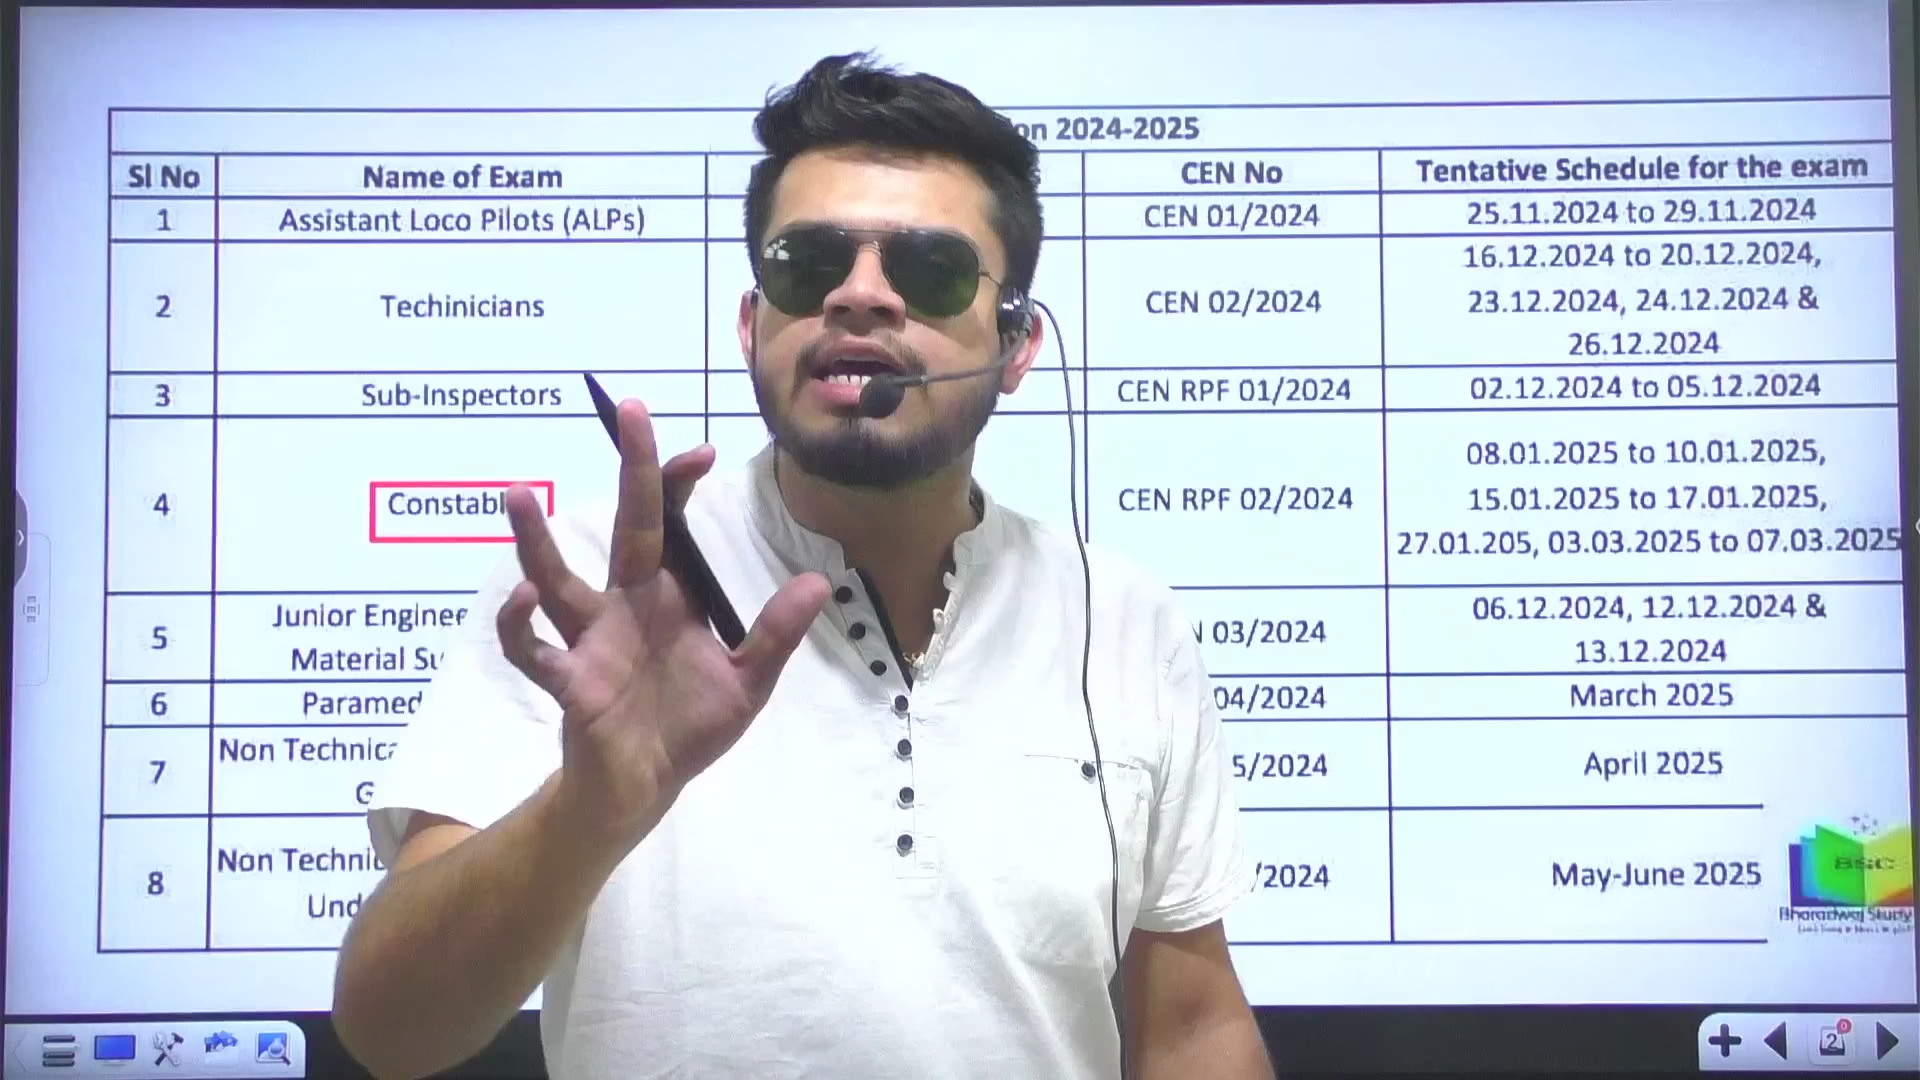 on 2024-2025
Sl No Name of Exam CEN No Tentative Schedule for the exam
1 Assistant Loco Pilots (ALPs) CEN 01/2024 25.11.2024 to 29.11.2024
2 Techinicians CEN 02/2024 16.12.2024 to 20.12.2024,
23.12.2024, 24.12.2024 &
26.12.2024
3 Sub-Inspectors CEN RPF 01/2024 02.12.2024 to 05.12.2024
4 Constabl CEN RPF 02/2024 08.01.2025 to 10.01.2025,
15.01.2025 to 17.01.2025,
27.01.205, 03.03.2025 to 07.03.2025
5 Junior Enginee 03/2024 06.12.2024, 12.12.2024 &
Material Su 13.12.2024
6 Paramed 04/2024 March 2025
7 Non Technica 5/2024 April 2025
G
8 Non Technic /2024 May-June 2025
Und
BSC
Bharadwaj Study
2
0